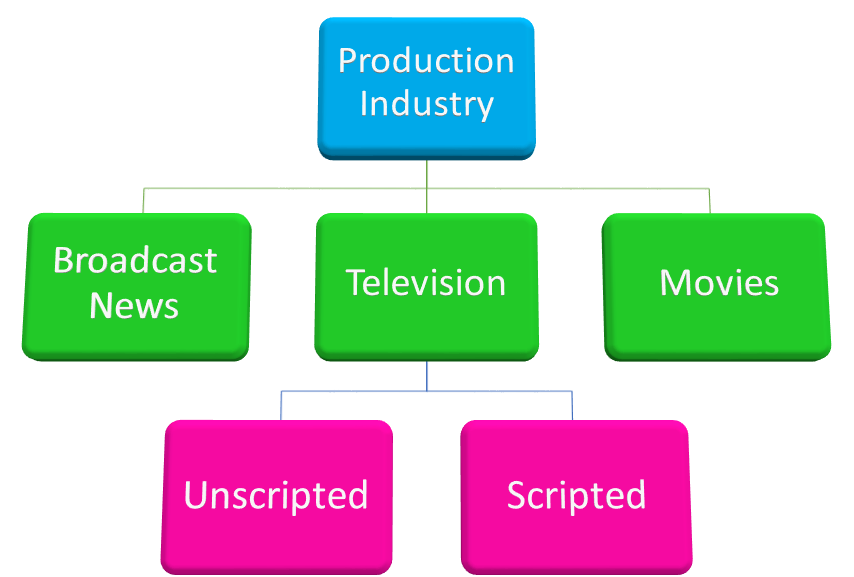 Production
Industry
Broadcast
News
Television
Movies
Unscripted
Scripted